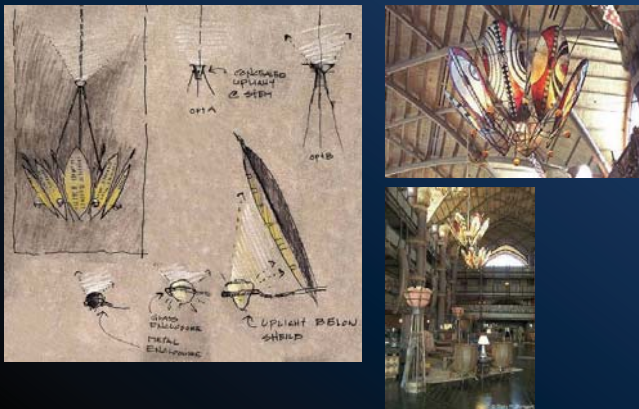 CONCEALED
UPLIGHT
@ STEM
OPT A
OPT B
GLASS
ENCLOSURE
METAL
ENCLOSURE
UPLIGHT BELOW
SHIELD